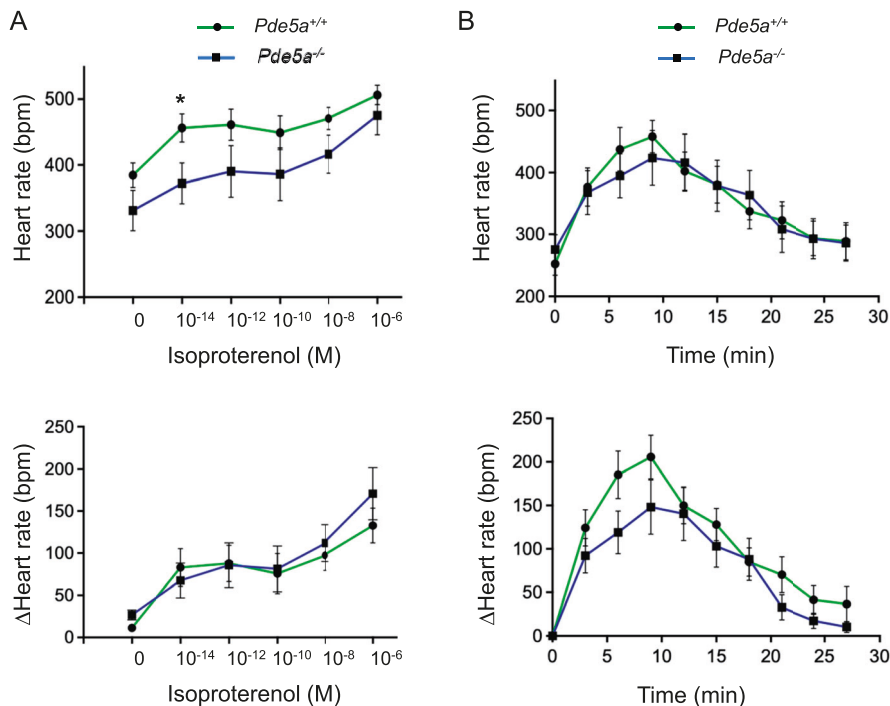 A
Pde5a+/+
Pde5a-/-
Heart rate (bpm)
500
400
300
200
0 10-14 10-12 10-10 10-8 10-6
Isoproterenol (M)
*
B
Pde5a+/+
Pde5a-/-
Heart rate (bpm)
500
400
300
200
0 5 10 15 20 25 30
Time (min)
ΔHeart rate (bpm)
250
200
150
100
50
0
0 10-14 10-12 10-10 10-8 10-6
Isoproterenol (M)
ΔHeart rate (bpm)
250
200
150
100
50
0
0 5 10 15 20 25 30
Time (min)